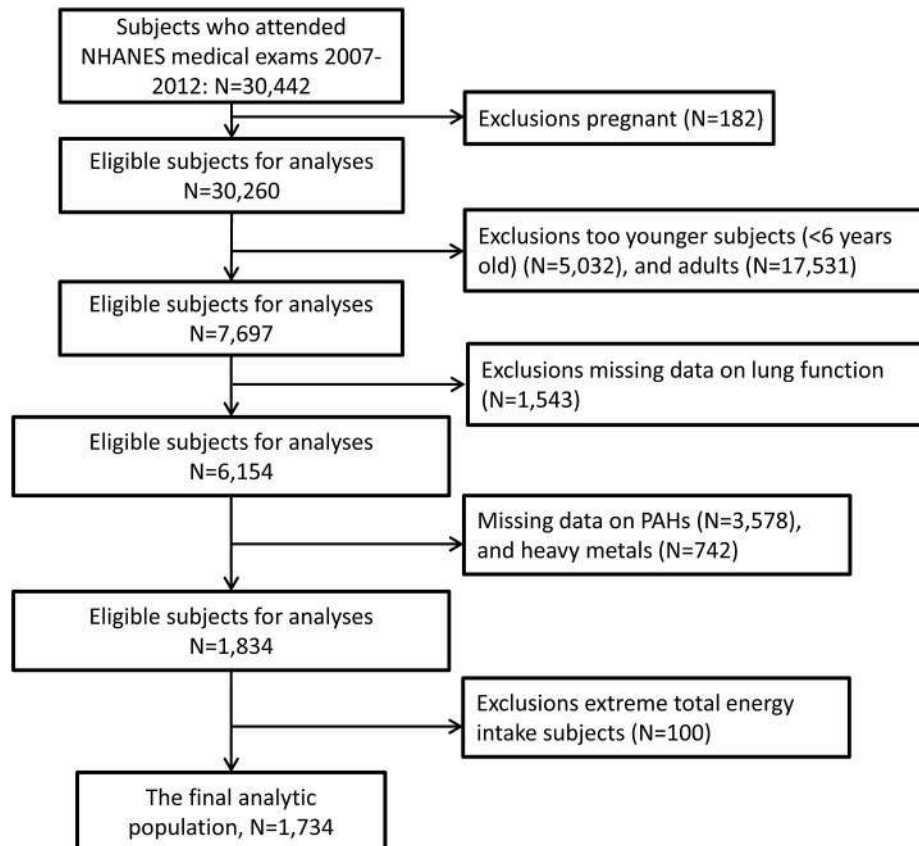 Subjects who attended
NHANES medical exams 2007-
2012: N=30,442
Exclusions pregnant (N=182)
Eligible subjects for analyses
N=30,260
Exclusions too younger subjects (<6 years
old) (N=5,032), and adults (N=17,531)
Eligible subjects for analyses
N=7,697
Exclusions missing data on lung function
(N=1,543)
Eligible subjects for analyses
N=6,154
Missing data on PAHs (N=3,578),
and heavy metals (N=742)
Eligible subjects for analyses
N=1,834
Exclusions extreme total energy
intake subjects (N=100)
The final analytic
population, N=1,734